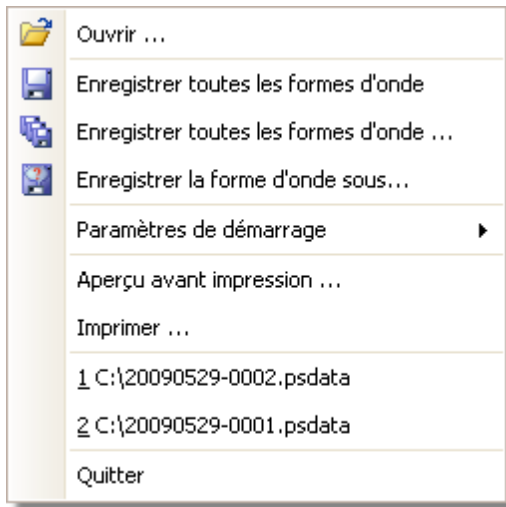 Ouvrir ...
Enregistrer toutes les formes d'onde
Enregistrer toutes les formes d'onde ...
Enregistrer la forme d'onde sous...
Paramètres de démarrage
Aperçu avant impression ...
Imprimer ...
1 C:\20090529-0002.psdata
2 C:\20090529-0001.psdata
Quitter